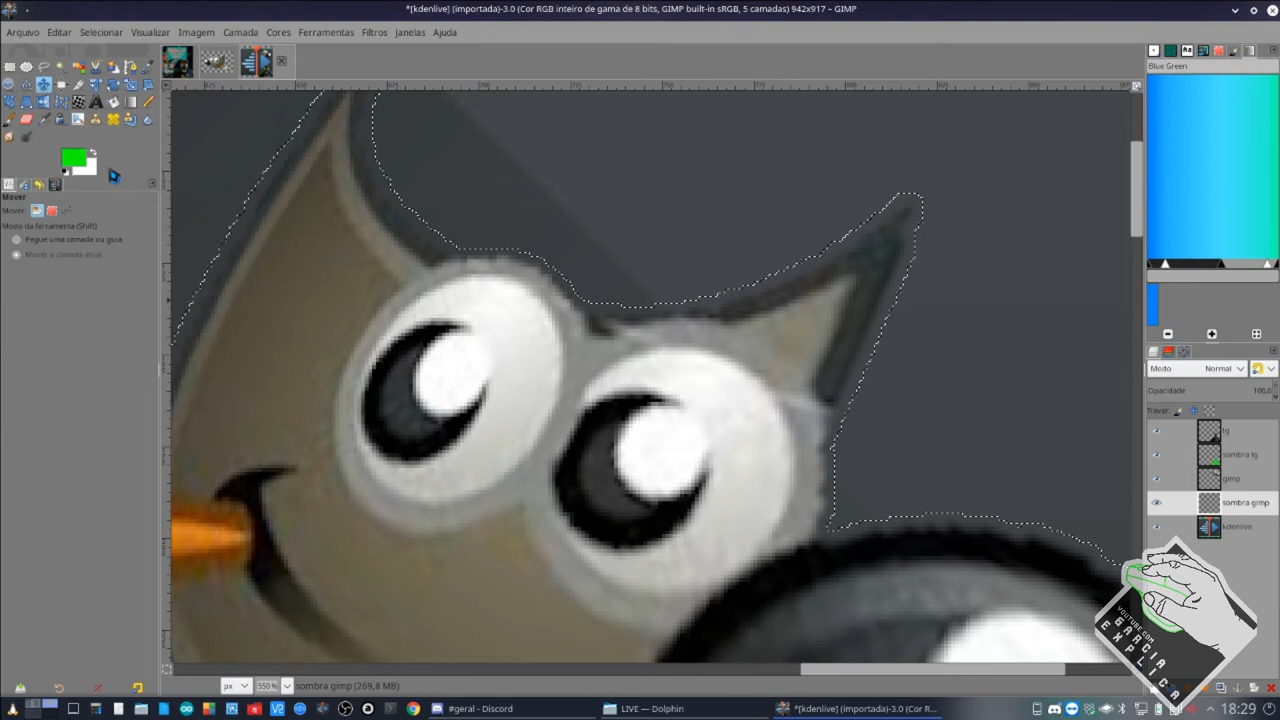 *[kdenlive] (importada)-3.0 (Cor RGB inteiro de gama de 8 bits, GIMP built-in sRGB, 5 camadas) 942x917 – GIMP
Arquivo Editar Selecionar Visualizar Imagem Camada Cores Ferramentas Filtros Janelas Ajuda
Blue Green
Mover
Mover:
Modo da ferramenta (Shift)
Pegue uma camada ou guia
Mover a camada atual
Modo Normal
Opacidade 100,0
Travar:
lg
sombra lg
gimp
sombra gimp
kdenlive
YOUTUBE.COM
GARCIA
EXPLICA
px 550 % sombra gimp (269,8 MB)
#geral - Discord LIVE — Dolphin *[kdenlive] (importada)-3.0 (Cor R... 18:29